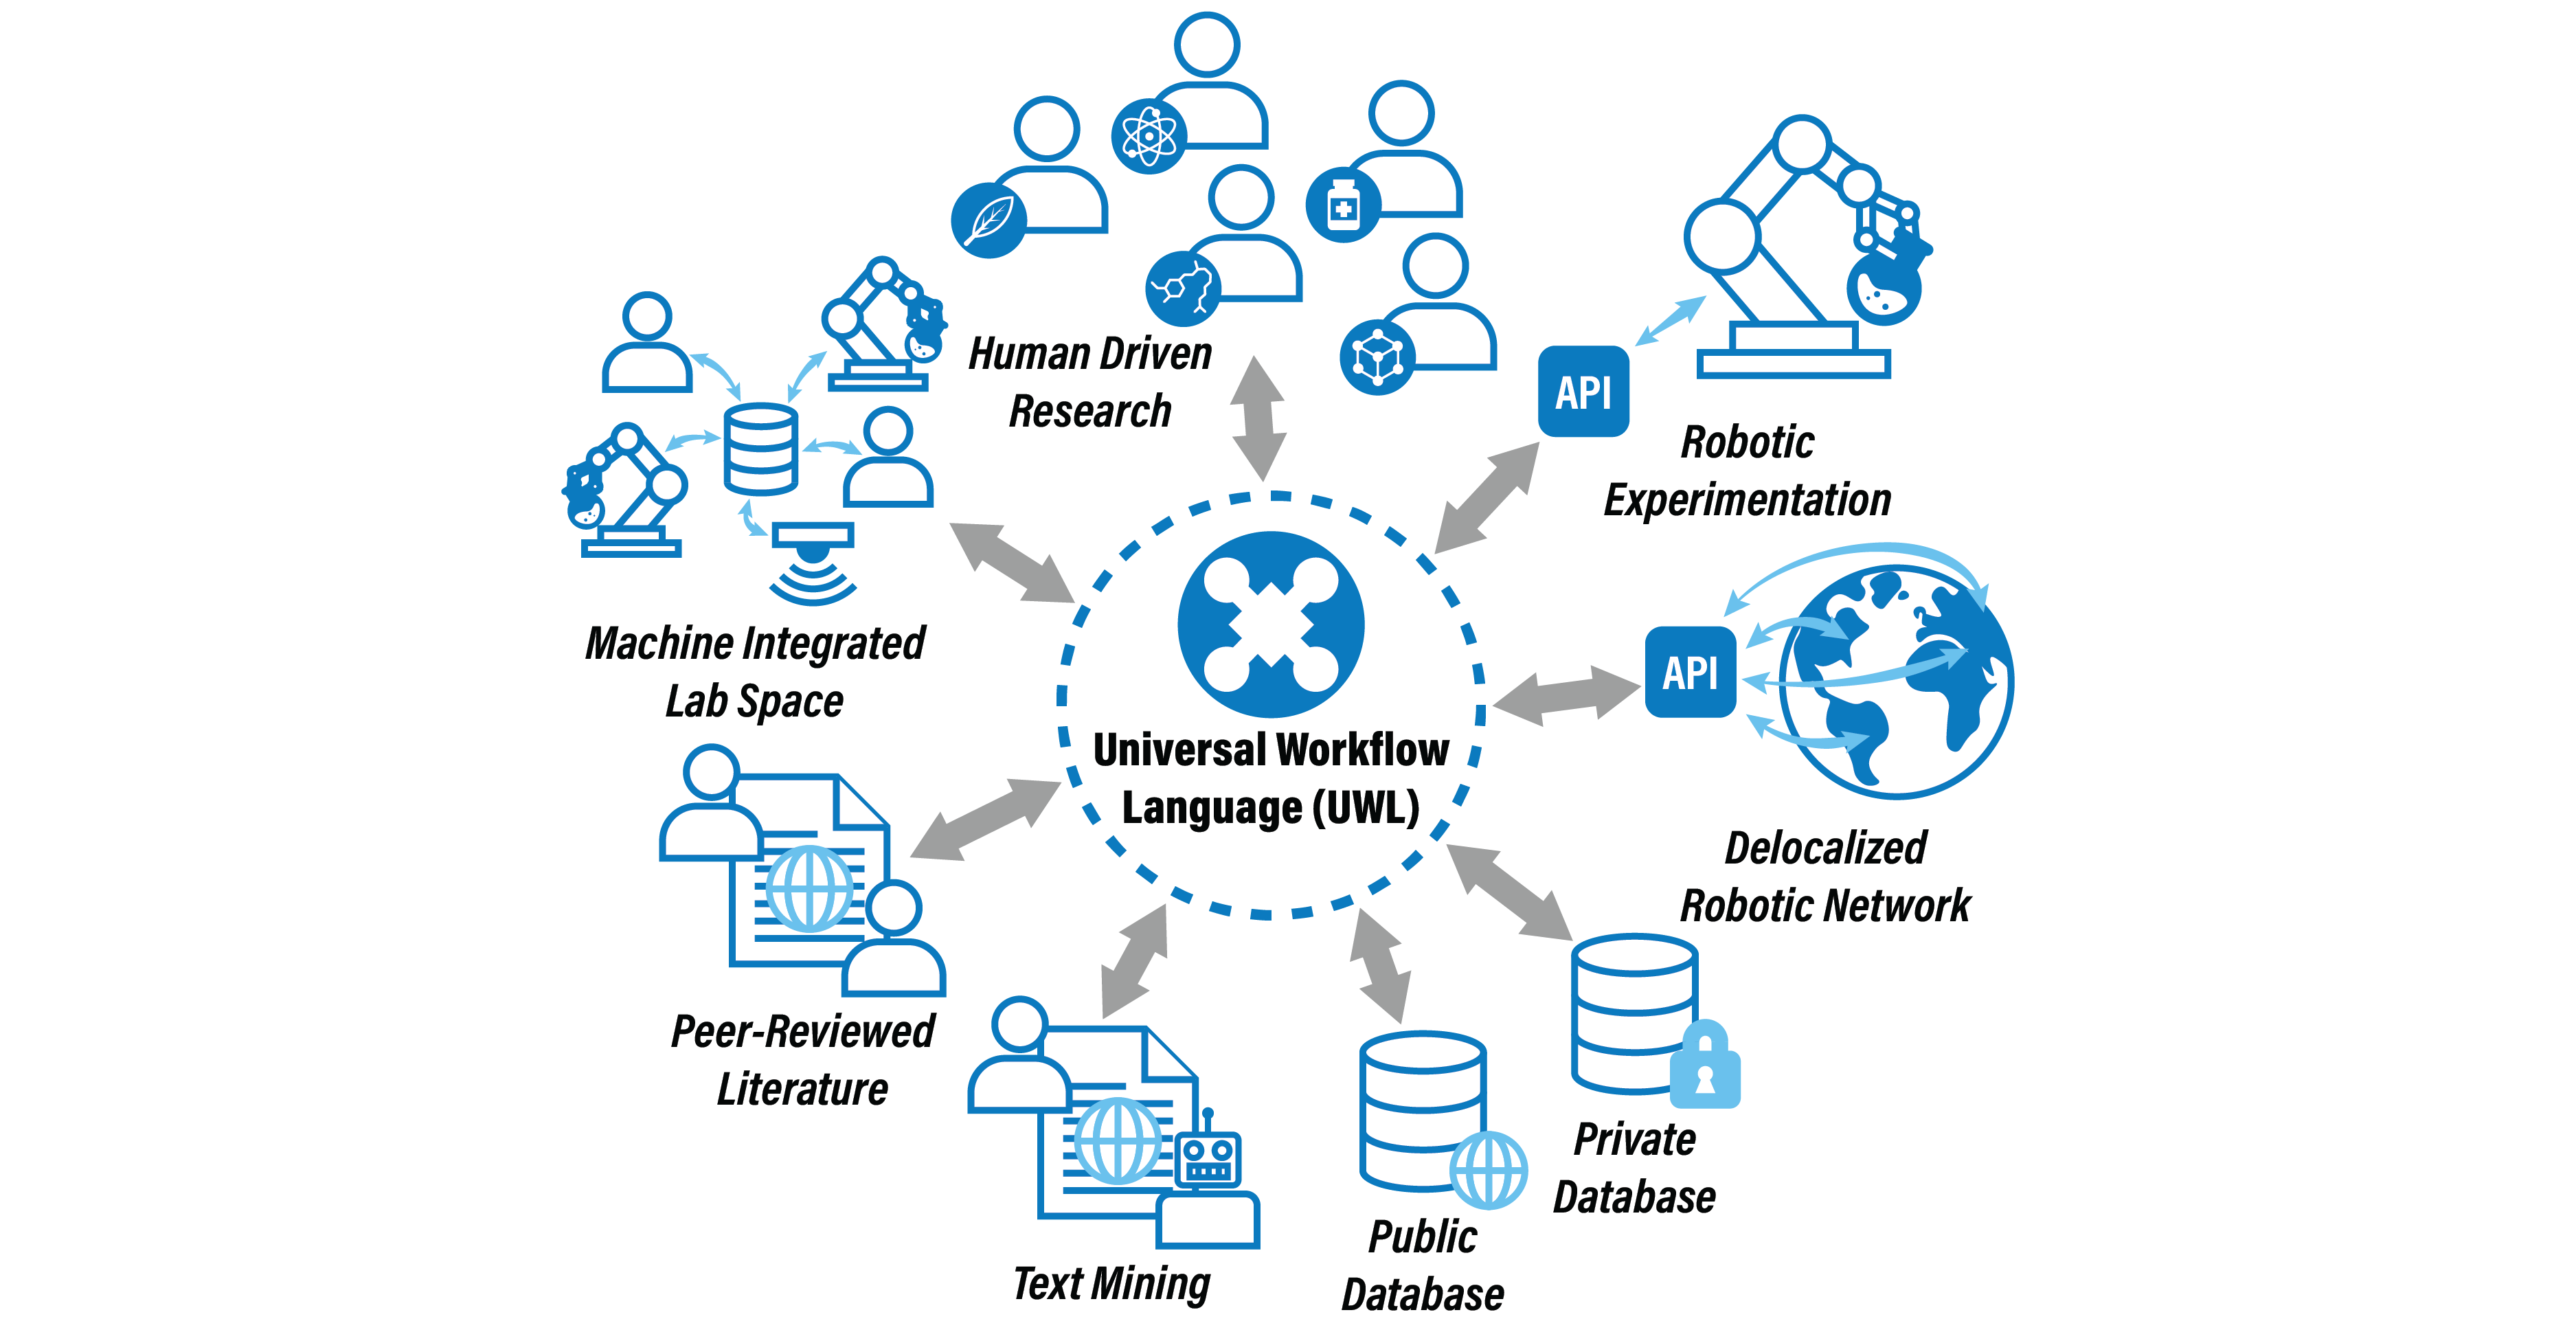 Human Driven
Research
API
Robotic
Experimentation
Machine Integrated
Lab Space
API
Universal Workflow
Language (UWL)
Delocalized
Robotic Network
Peer-Reviewed
Literature
Private
Database
Text Mining
Public
Database